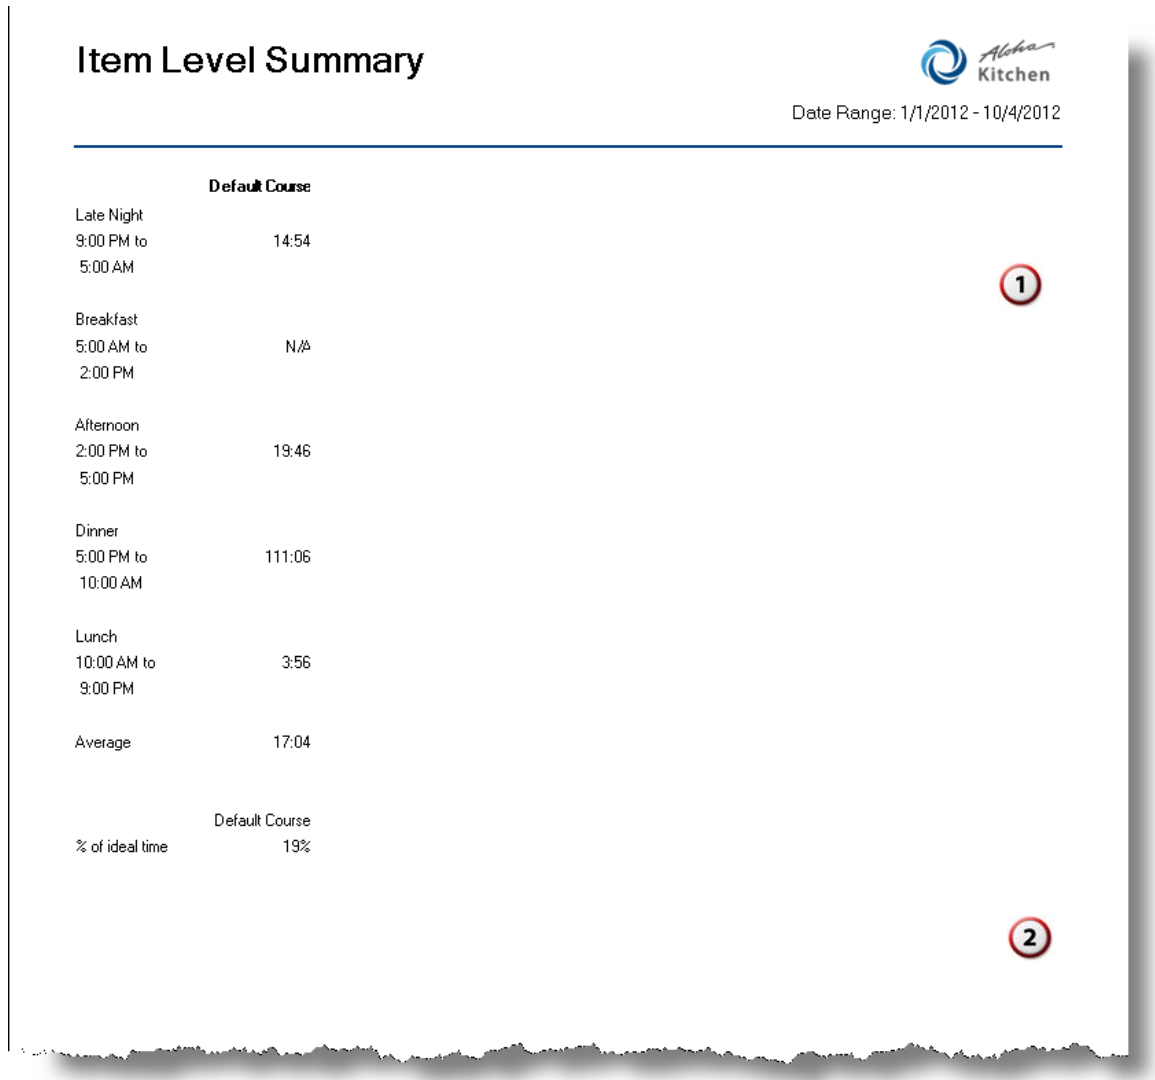 Item Level Summary
Aloha
Kitchen
Date Range: 1/1/2012 - 10/4/2012
Default Course
Late Night
9:00 PM to 14:54
5:00 AM
1
Breakfast
5:00 AM to N/A
2:00 PM
Afternoon
2:00 PM to 19:46
5:00 PM
Dinner
5:00 PM to 111:06
10:00 AM
Lunch
10:00 AM to 3:56
9:00 PM
Average 17:04
Default Course
% of ideal time 19%
2